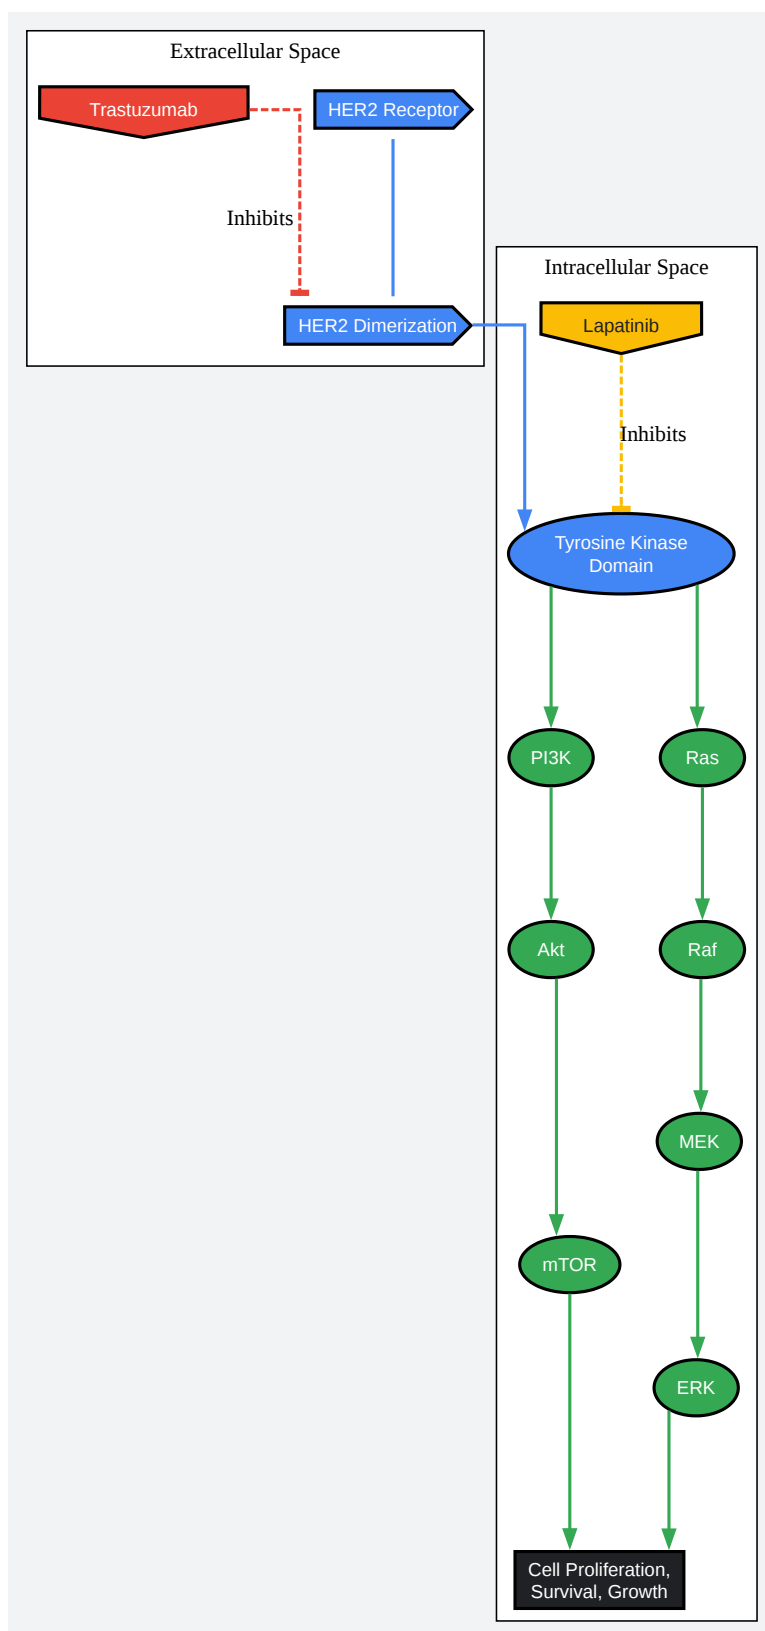 Extracellular Space
Trastuzumab
HER2 Receptor
Inhibits
HER2 Dimerization
Intracellular Space
Lapatinib
Inhibits
Tyrosine Kinase
Domain
PI3K
Ras
Akt
Raf
MEK
mTOR
ERK
Cell Proliferation,
Survival, Growth